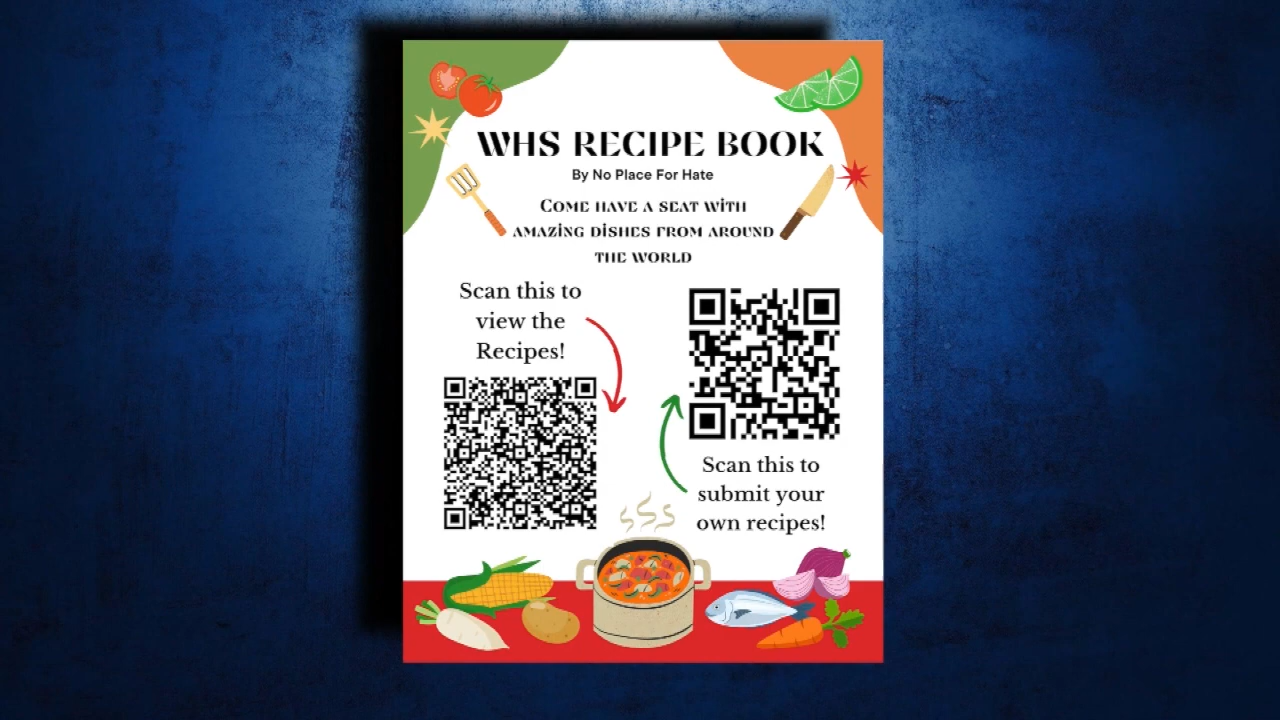 WHS RECIPE BOOK
By No Place For Hate
Come have a seat with
amazing dishes from around
the world
Scan this to
view the
Recipes!
Scan this to
submit your
own recipes!